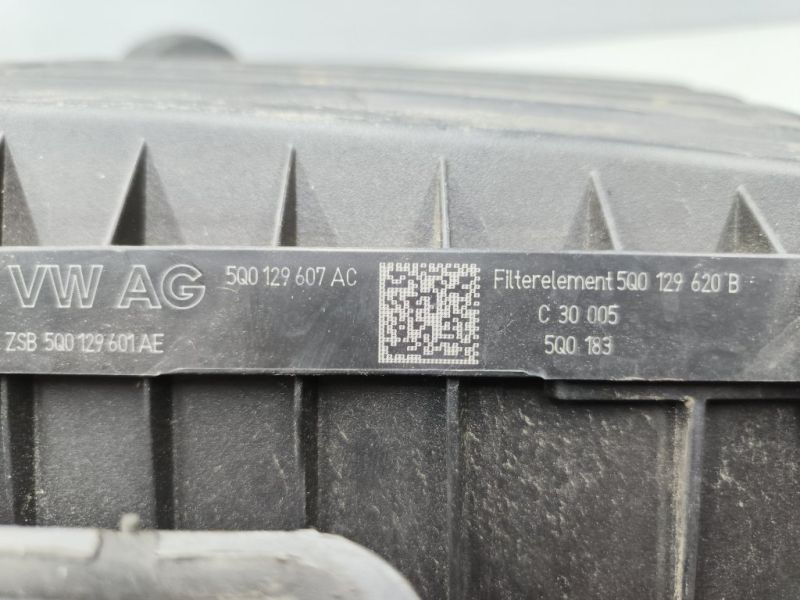 VW AG
5Q0 129 607 AC
ZSB 5Q0 129 601 AE
Filterelement 5Q0 129 620 B
C 30 005
5Q0 183